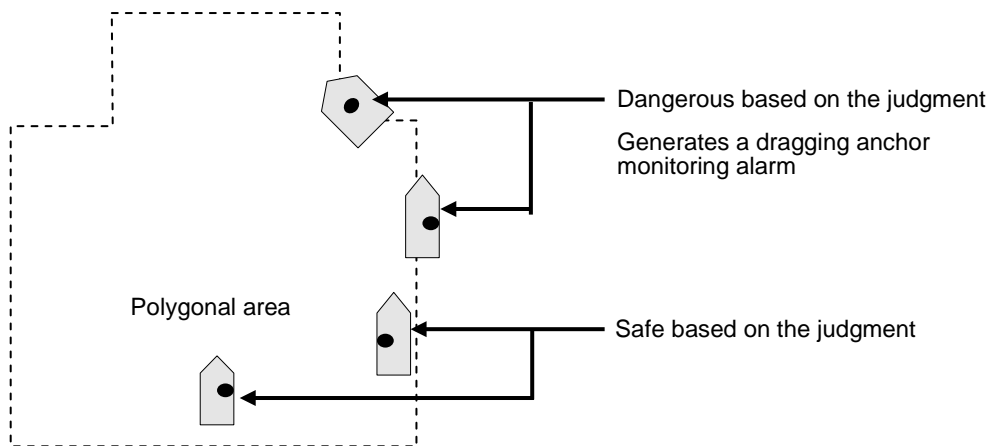 Dangerous based on the judgment
Generates a dragging anchor
monitoring alarm
Polygonal area
Safe based on the judgment